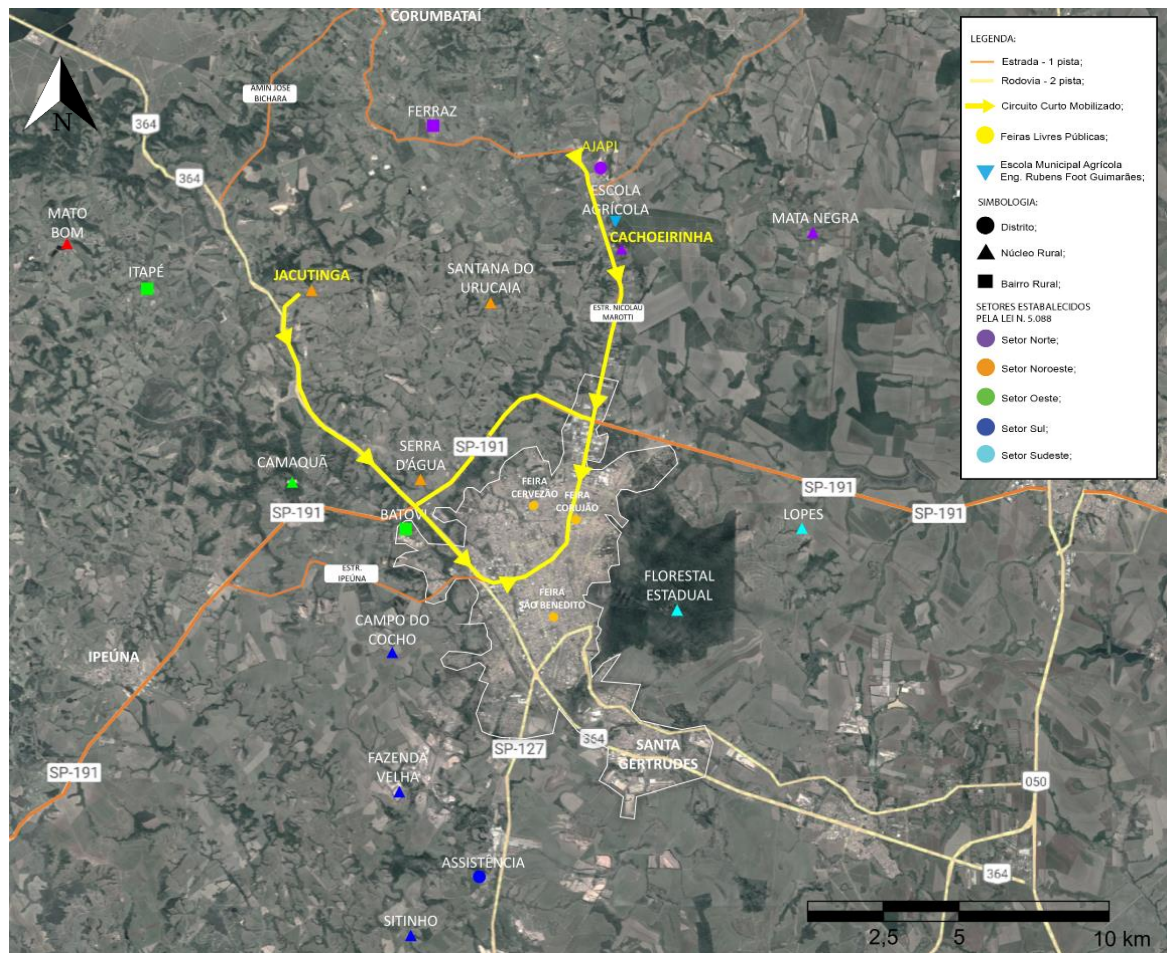 CORUMBATAÍ
AMIN JOSÉ
BICHARA
N
364
FERRAZ
364
AJAPI
ESCOLA
AGRÍCOLA
CACHOEIRINHA
MATA NEGRA
MATO
BOM
ITAPÉ
JACUTINGA
SANTANA DO
URUCAIA
ESTR. NICOLAU
MAROTTI
SP-191
SERRA
D'ÁGUA
CAMAQUÃ
FEIRA
CERVEZÃO
FEIRA
CORUJÃO
SP-191
SP-191
SP-191
BATOVI
LOPES
ESTR.
IPEÚNA
FLORESTAL
ESTADUAL
FEIRA
SÃO BENEDITO
CAMPO DO
COCHO
IPEÚNA
SP-127
364
SANTA
GERTRUDES
FAZENDA
VELHA
SP-191
050
ASSISTÊNCIA
364
SITINHO
2,5
5
10 km
LEGENDA:
Estrada - 1 pista;
Rodovia - 2 pista;
Circuito Curto Mobilizado;
Feiras Livres Públicas;
Escola Municipal Agrícola
Eng. Rubens Foot Guimarães;
SIMBOLOGIA:
Distrito;
Núcleo Rural;
Bairro Rural;
SETORES ESTABALECIDOS
PELA LEI N. 5.088
Setor Norte;
Setor Noroeste;
Setor Oeste;
Setor Sul;
Setor Sudeste;